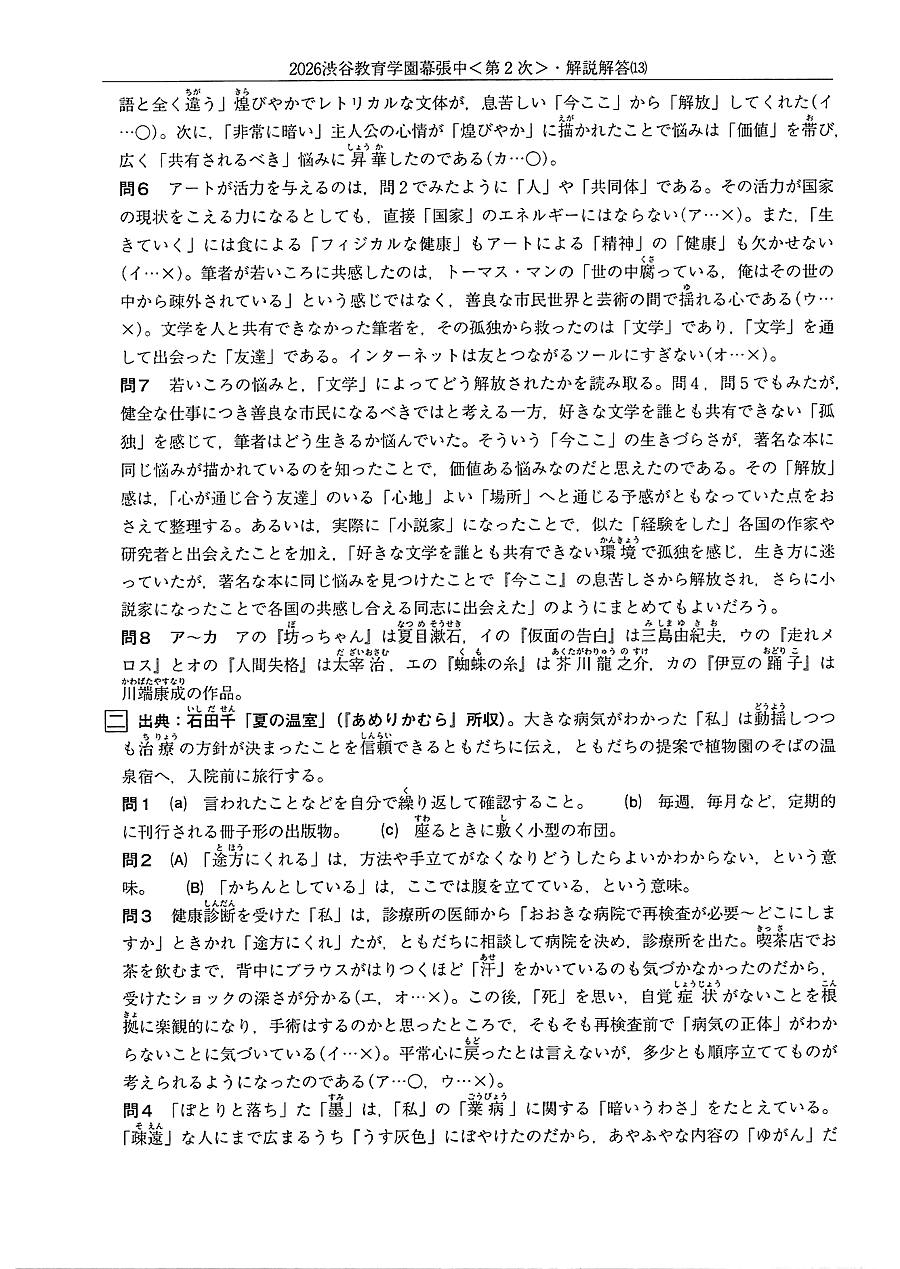 2026渋谷教育学園幕張中＜第２次＞・解説解答⒀
語と全く違う」煌びやかでレトリカルな文体が，息苦しい「今ここ」から「解放」してくれた(イ
…○)。次に，「非常に暗い」主人公の心情が「煌びやか」に描かれたことで悩みは「価値」を帯び，
広く「共有されるべき」悩みに昇華したのである(カ…○)。
問６　アートが活力を与えるのは，問２でみたように「人」や「共同体」である。その活力が国家
の現状をこえる力になるとしても，直接「国家」のエネルギーにはならない(ア…×)。また，「生
きていく」には食による「フィジカルな健康」もアートによる「精神」の「健康」も欠かせない
(イ…×)。筆者が若いころに共感したのは，トーマス・マンの「世の中腐っている，俺はその世の
中から疎外されている」という感じではなく，善良な市民世界と芸術の間で揺れる心である(ウ…
×)。文学を人と共有できなかった筆者を，その孤独から救ったのは「文学」であり，「文学」を通
して出会った「友達」である。インターネットは友とつながるツールにすぎない(オ…×)。
問７　若いころの悩みと，「文学」によってどう解放されたかを読み取る。問４，問５でもみたが，
健全な仕事につき善良な市民になるべきではと考える一方，好きな文学を誰とも共有できない「孤
独」を感じて，筆者はどう生きるか悩んでいた。そういう「今ここ」の生きづらさが，著名な本に
同じ悩みが描かれているのを知ったことで，価値ある悩みなのだと思えたのである。その「解放」
感は，「心が通じ合う友達」のいる「心地」よい「場所」へと通じる予感がともなっていた点をお
さえて整理する。あるいは，実際に「小説家」になったことで，似た「経験をした」各国の作家や
研究者と出会えたことを加え，「好きな文学を誰とも共有できない環境で孤独を感じ，生き方に迷
っていたが，著名な本に同じ悩みを見つけたことで『今ここ』の息苦しさから解放され，さらに小
説家になったことで各国の共感し合える同志に出会えた」のようにまとめてもよいだろう。
問８　ア～カ　アの『坊っちゃん』は夏目漱石，イの『仮面の告白』は三島由紀夫，ウの『走れメ
ロス』とオの『人間失格』は太宰治，エの『蜘蛛の糸』は芥川龍之介，カの『伊豆の踊子』は
川端康成の作品。
二　出典：石田千「夏の温室」(『あめりかむら』所収)。大きな病気がわかった「私」は動揺しつつ
も治療の方針が決まったことを信頼できるともだちに伝え，ともだちの提案で植物園のそばの温
泉宿へ，入院前に旅行する。
問１　(a)　言われたことなどを自分で繰り返して確認すること。　　(b)　毎週，毎月など，定期的
に刊行される冊子形の出版物。　　(c)　座るときに敷く小型の布団。
問２　(A)　「途方にくれる」は，方法や手立てがなくなりどうしたらよいかわからない，という意
味。　　(B)　「かちんとしている」は，ここでは腹を立てている，という意味。
問３　健康診断を受けた「私」は，診療所の医師から「おおきな病院で再検査が必要～どこにしま
すか」ときかれ「途方にくれ」たが，ともだちに相談して病院を決め，診療所を出た。喫茶店でお
茶を飲むまで，背中にブラウスがはりつくほど「汗」をかいているのも気づかなかったのだから，
受けたショックの深さが分かる(エ，オ…×)。この後，「死」を思い，自覚症状がないことを根
拠に楽観的になり，手術はするのかと思ったところで，そもそも再検査前で「病気の正体」がわか
らないことに気づいている(イ…×)。平常心に戻ったとは言えないが，多少とも順序立ててものが
考えられるようになったのである(ア…○，ウ…×)。
問４　「ぽとりと落ち」た「墨」は，「私」の「業病」に関する「暗いうわさ」をたとえている。
「疎遠」な人にまで広まるうち「うす灰色」にぼやけたのだから，あやふやな内容の「ゆがん」だ